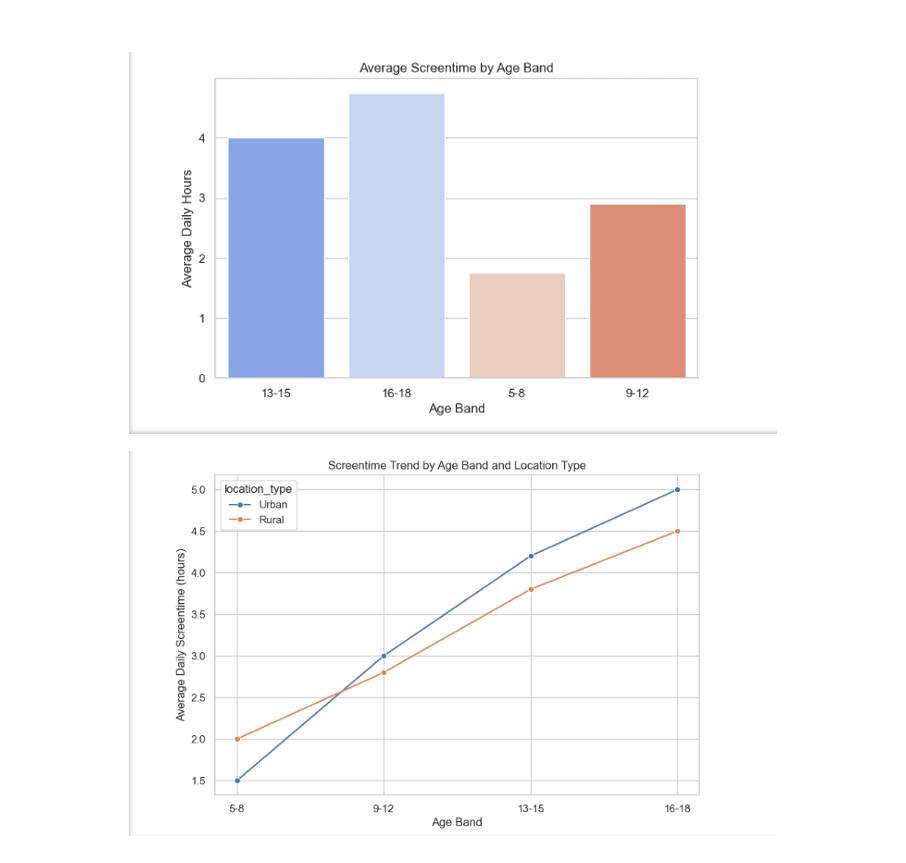 Average Screentime by Age Band
Average Daily Hours
4
3
2
1
0
13-15 16-18 5-8 9-12
Age Band
Screentime Trend by Age Band and Location Type
location_type
Urban
Rural
Average Daily Screentime (hours)
5.0
4.5
4.0
3.5
3.0
2.5
2.0
1.5
5-8 9-12 13-15 16-18
Age Band